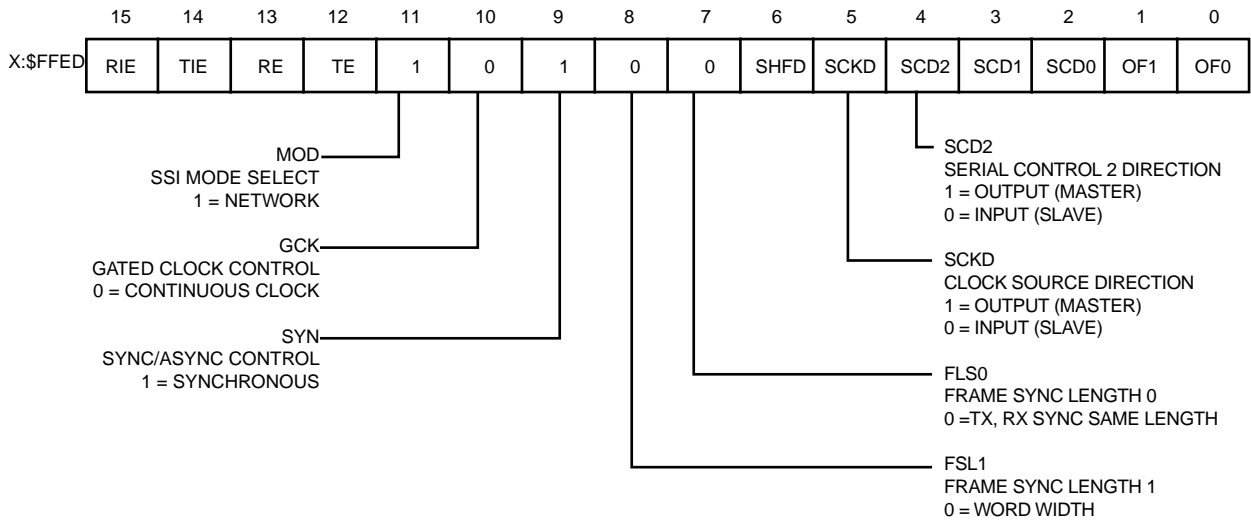 15 14 13 12 11 10 9 8 7 6 5 4 3 2 1 0
X:$FFED RIE TIE RE TE 1 0 1 0 0 SHFD SCKD SCD2 SCD1 SCD0 OF1 OF0
MOD
SSI MODE SELECT
1 = NETWORK
GCK
GATED CLOCK CONTROL
0 = CONTINUOUS CLOCK
SYN
SYNC/ASYNC CONTROL
1 = SYNCHRONOUS
SCD2
SERIAL CONTROL 2 DIRECTION
1 = OUTPUT (MASTER)
0 = INPUT (SLAVE)
SCKD
CLOCK SOURCE DIRECTION
1 = OUTPUT (MASTER)
0 = INPUT (SLAVE)
FLS0
FRAME SYNC LENGTH 0
0 =TX, RX SYNC SAME LENGTH
FSL1
FRAME SYNC LENGTH 1
0 = WORD WIDTH